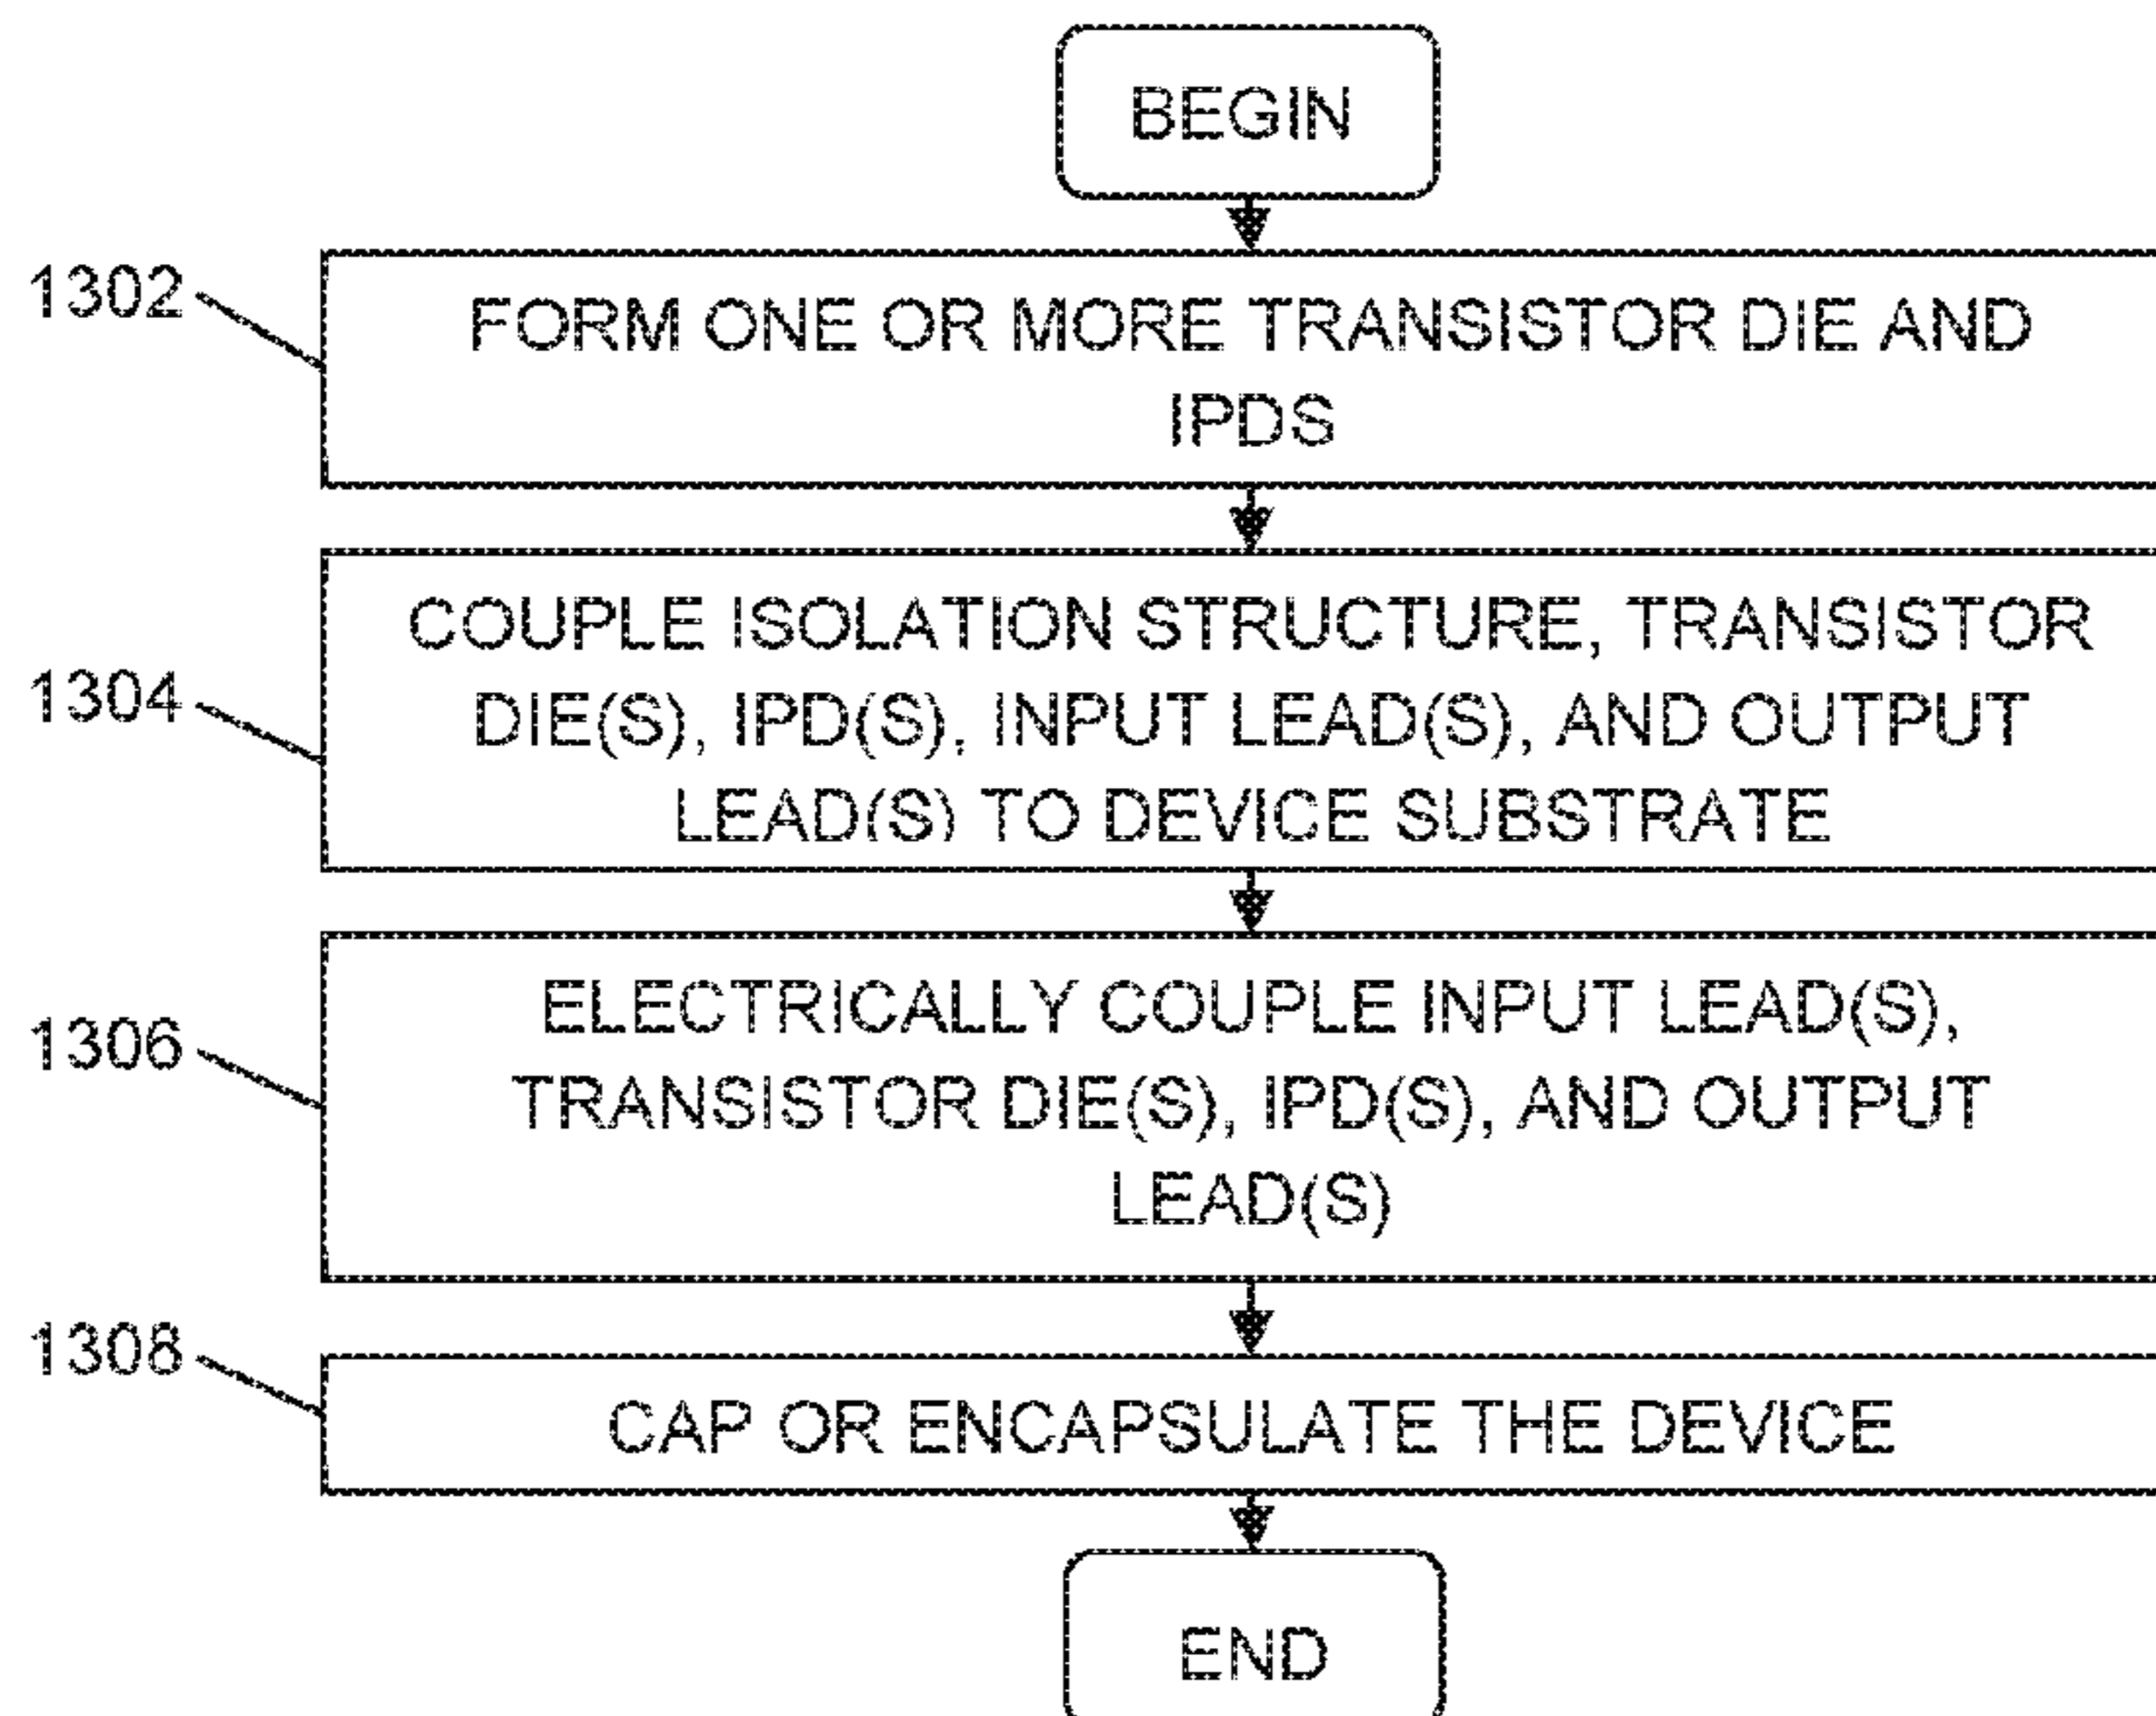 BEGIN
1302
FORM ONE OR MORE TRANSISTOR DIE AND
IPDS
1304
COUPLE ISOLATION STRUCTURE, TRANSISTOR
DIE(S), IPD(S), INPUT LEAD(S), AND OUTPUT
LEAD(S) TO DEVICE SUBSTRATE
1306
ELECTRICALLY COUPLE INPUT LEAD(S),
TRANSISTOR DIE(S), IPD(S), AND OUTPUT
LEAD(S)
1308
CAP OR ENCAPSULATE THE DEVICE
END